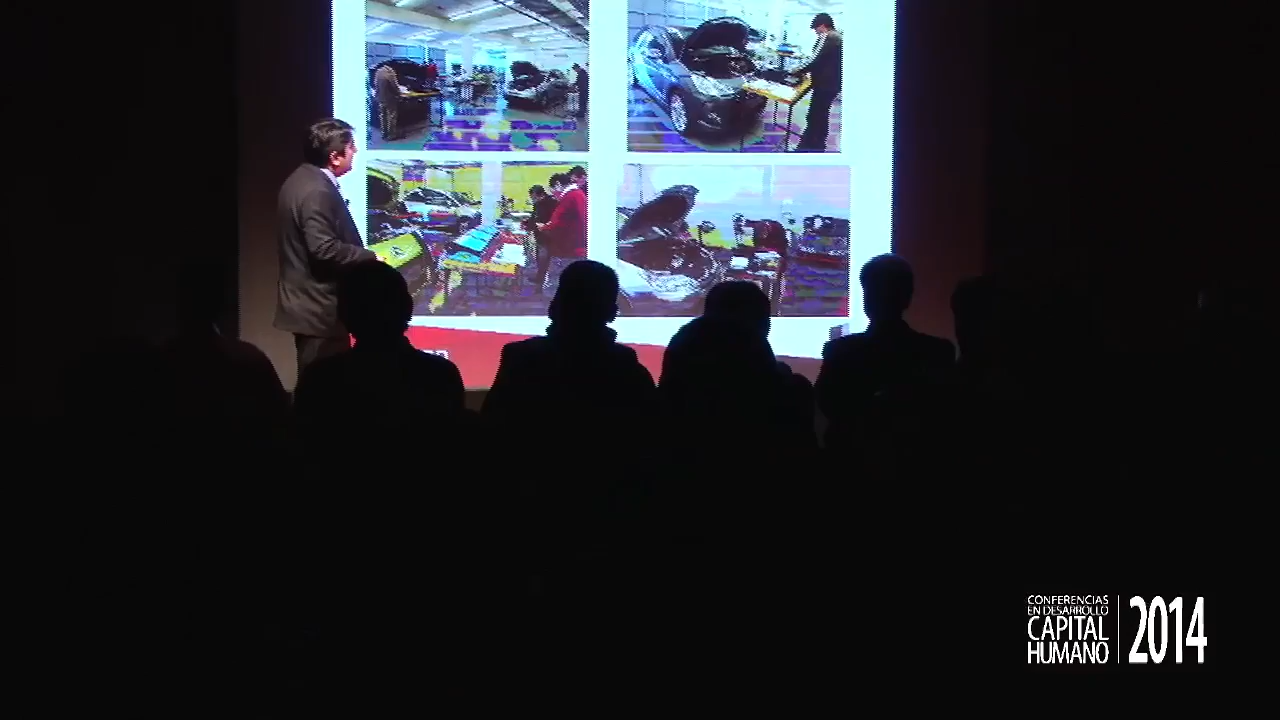 CONFERENCIAS
EN DESARROLLO
CAPITAL
HUMANO
2014